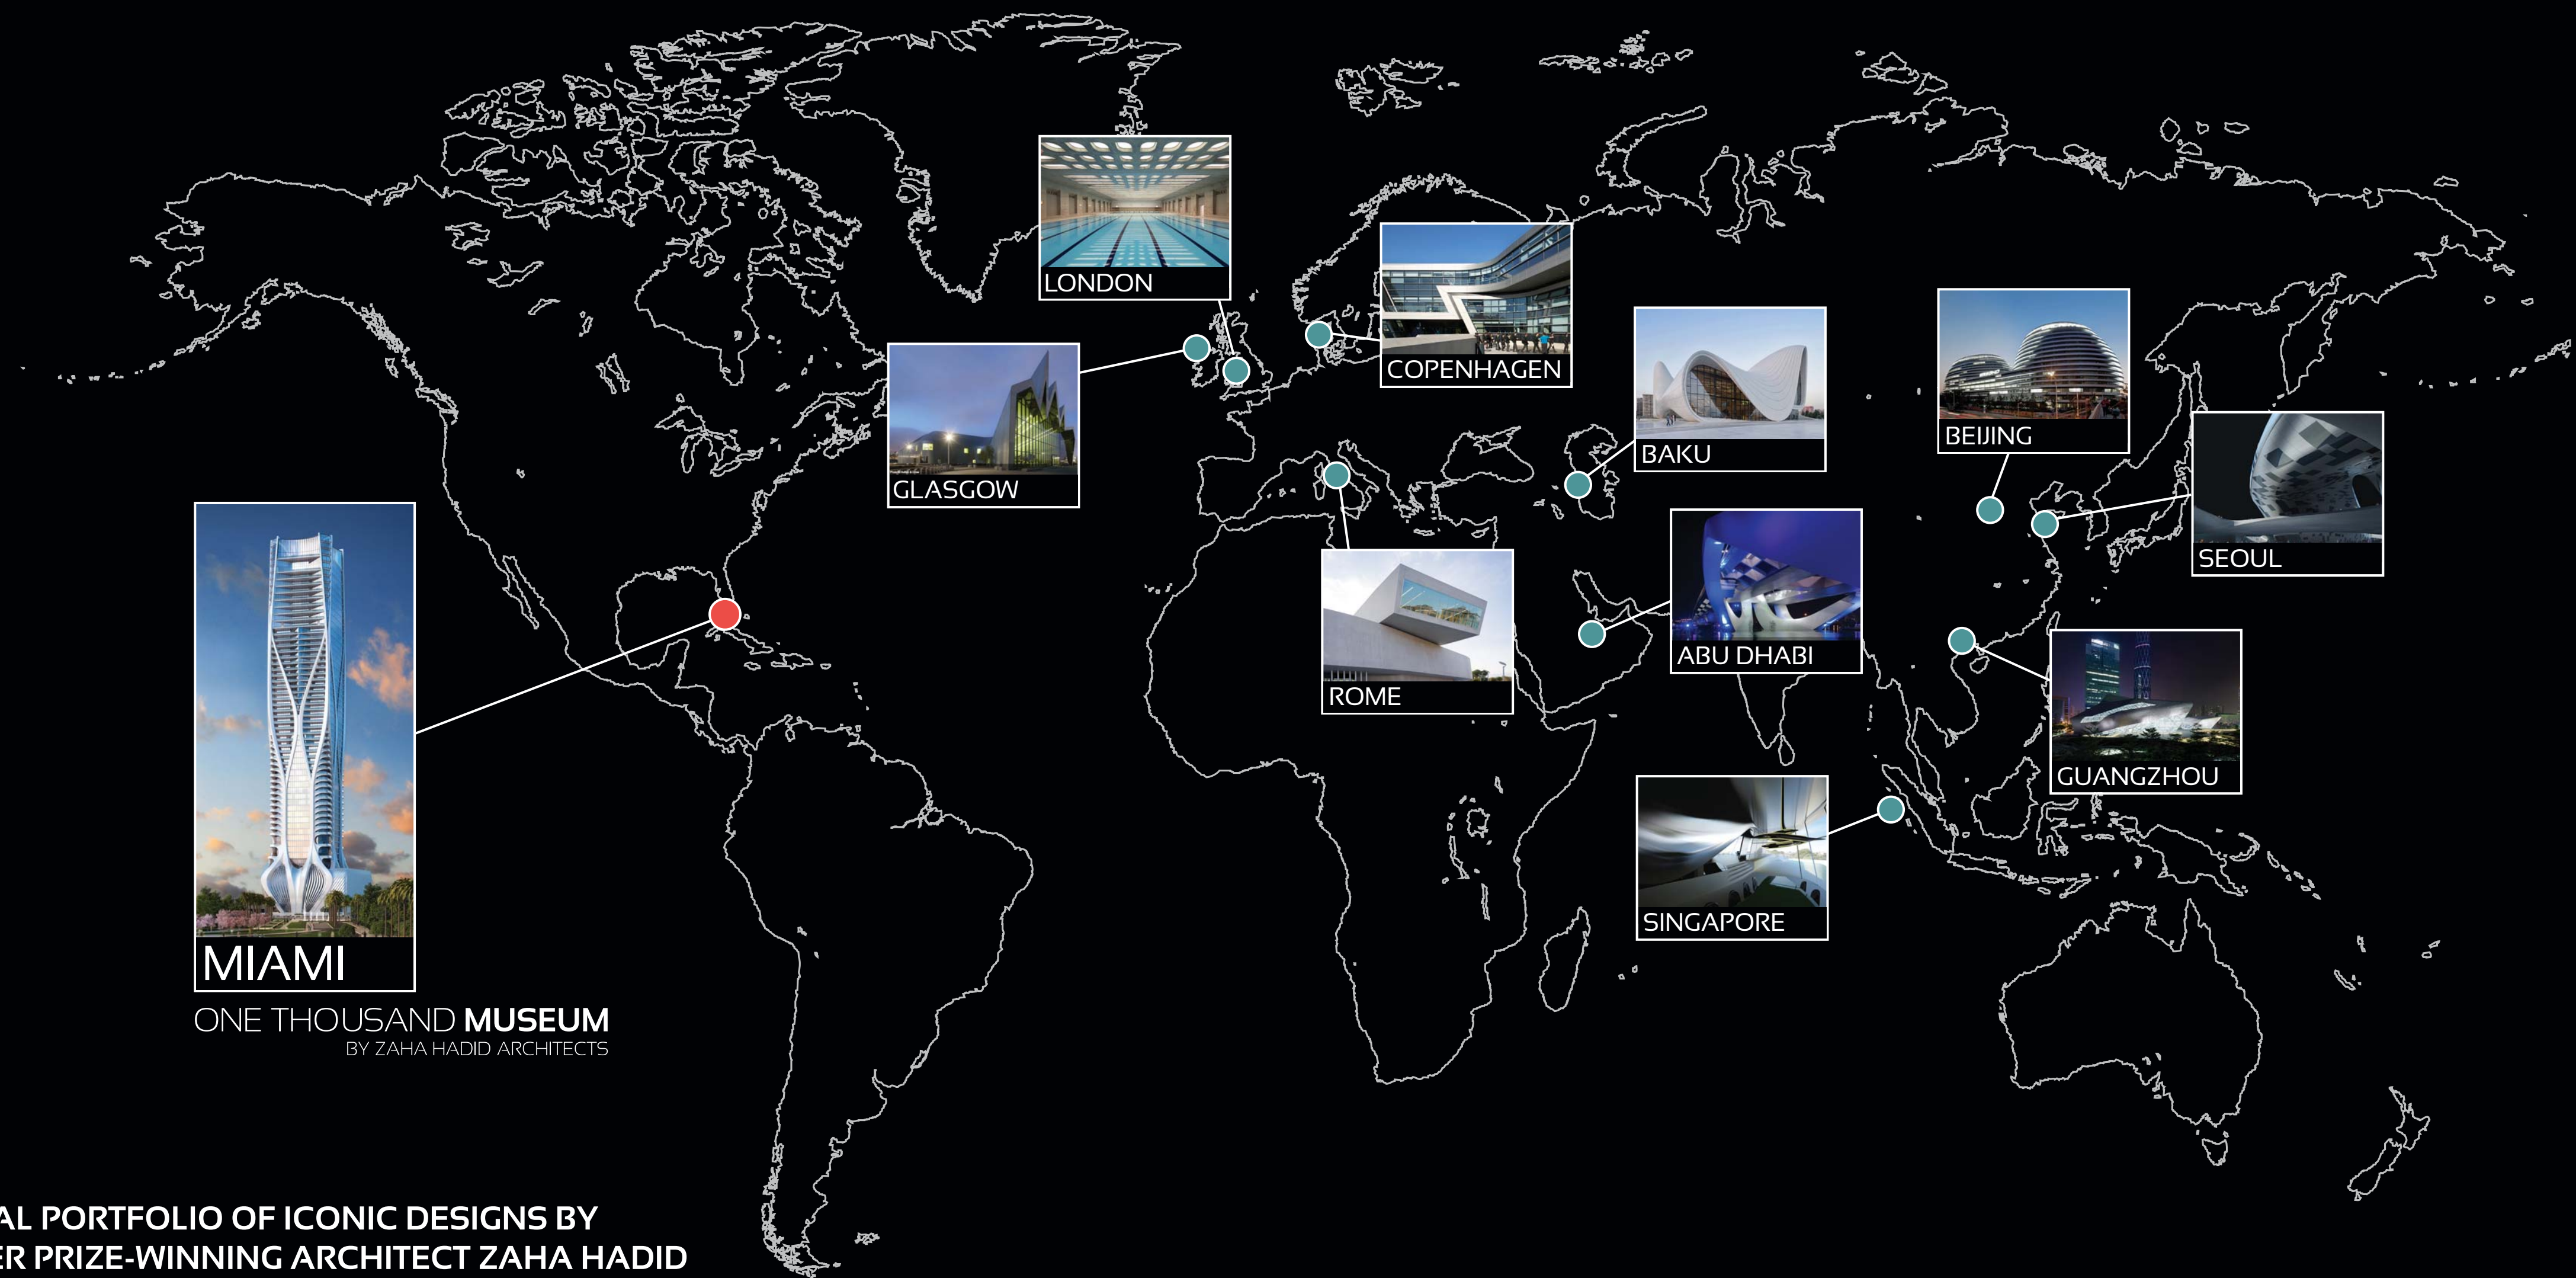 LONDON
COPENHAGEN
GLASGOW
BAKU
BEIJING
SEOUL
ROME
ABU DHABI
GUANGZHOU
SINGAPORE
MIAMI
ONE THOUSAND MUSEUM
BY ZAHA HADID ARCHITECTS
AL PORTFOLIO OF ICONIC DESIGNS BY
ER PRIZE-WINNING ARCHITECT ZAHA HADID